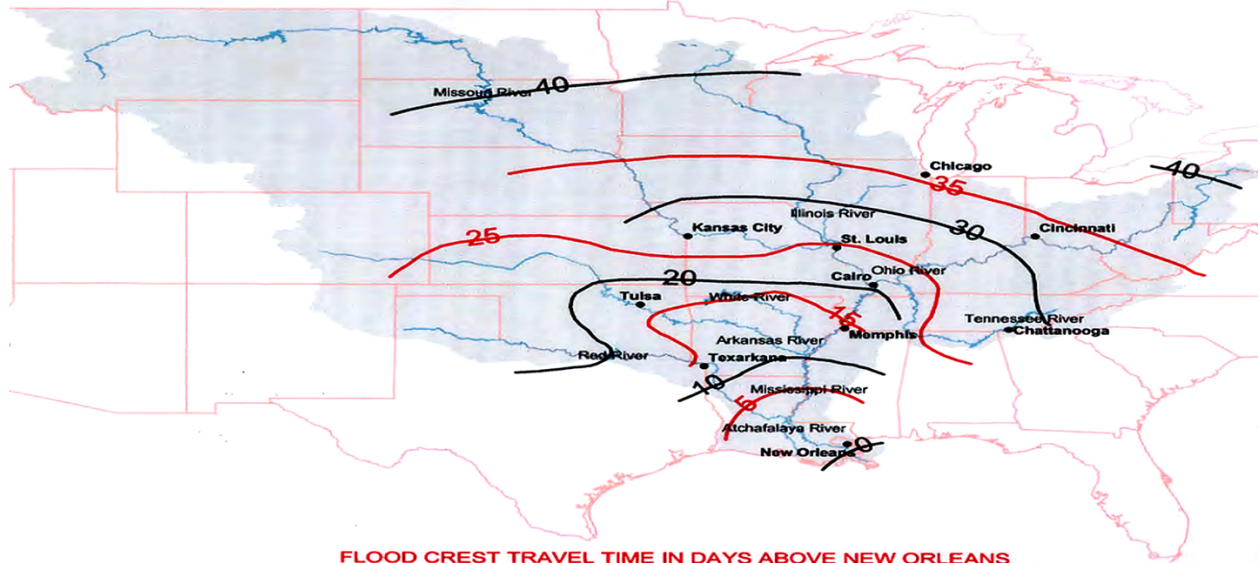 40
Missouri River
Chicago
40
35
Illinois River
30
Kansas City
Cincinnati
25
St. Louis
Cairo
Ohio River
20
Tulsa
White River
15
Tennessee River
Memphis
Chattanooga
Arkansas River
Red River
Texarkana
10
Mississippi River
5
Atchafalaya River
0
New Orleans
FLOOD CREST TRAVEL TIME IN DAYS ABOVE NEW ORLEANS